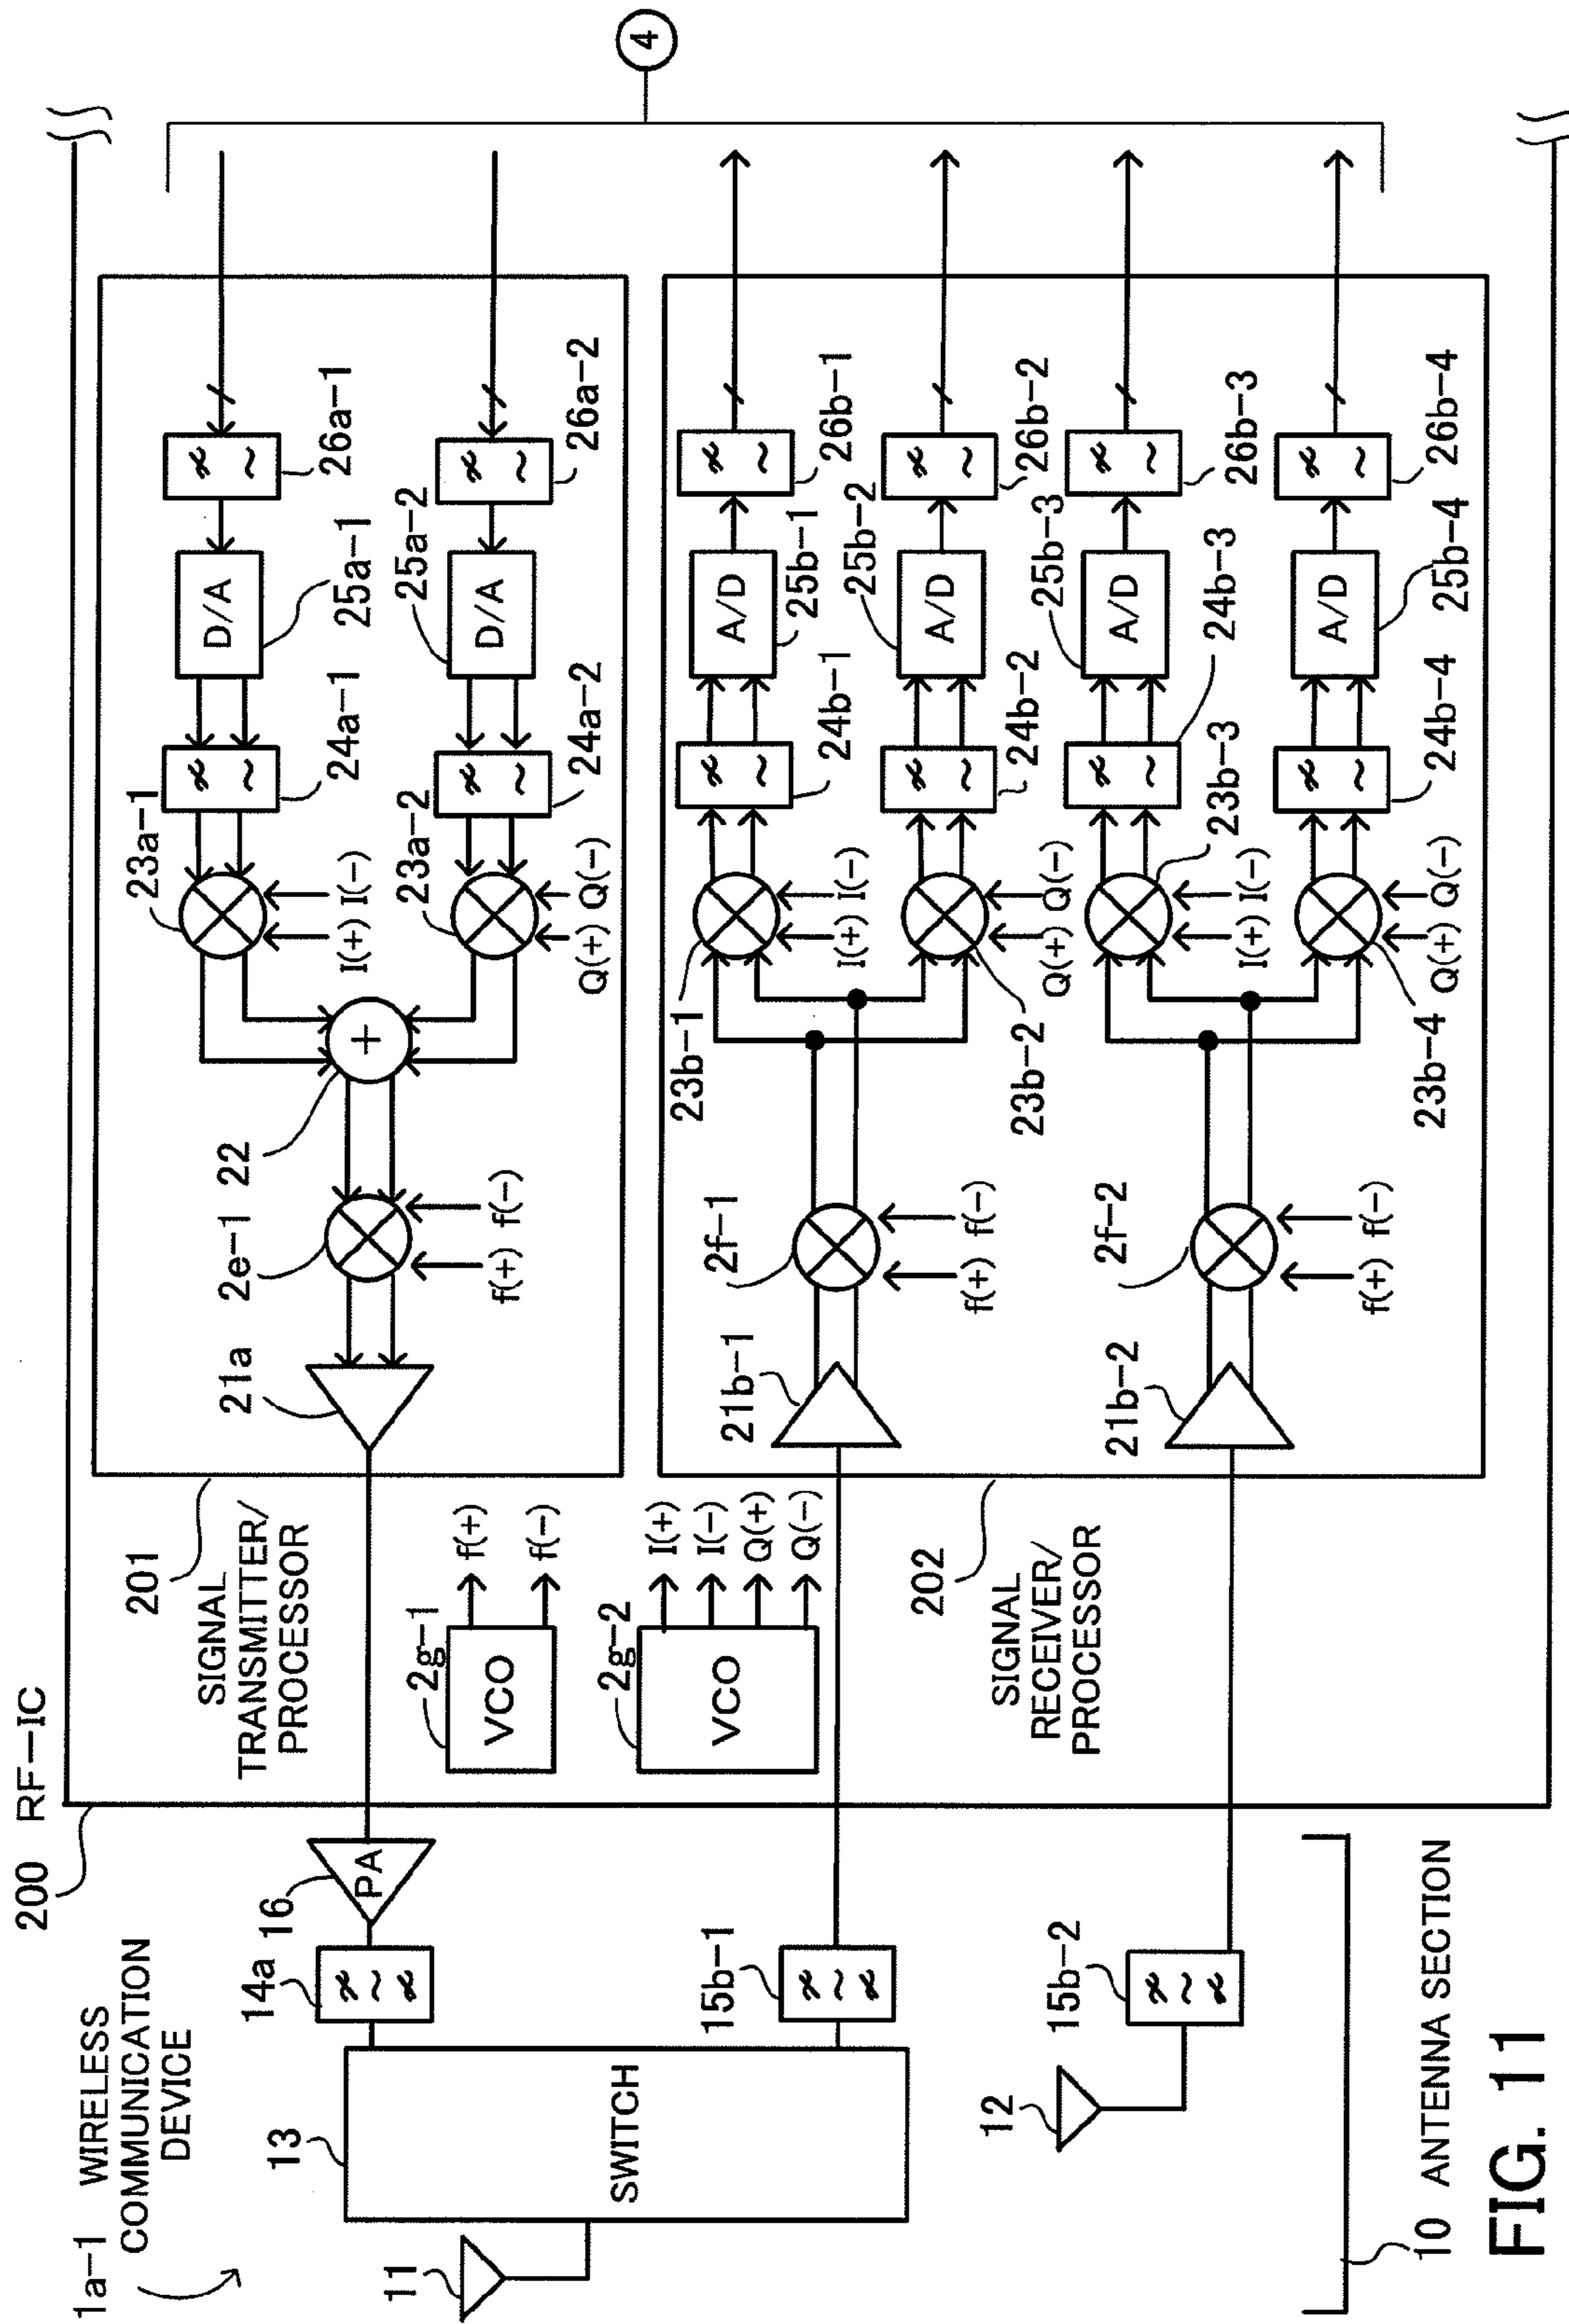 1a-1 WIRELESS
COMMUNICATION
DEVICE
200 RF-IC
11
13
SWITCH
14a
16
PA
15b-1
12
15b-2
10 ANTENNA SECTION
201
SIGNAL
TRANSMITTER/
PROCESSOR
2g-1
VCO
f(+)
f(-)
2g-2
VCO
I(+)
I(-)
Q(+)
Q(-)
202
SIGNAL
RECEIVER/
PROCESSOR
21a
2e-1
f(+)
f(-)
22
+
23a-1
I(+)
I(-)
24a-1
D/A
25a-1
26a-1
23a-2
Q(+)
Q(-)
24a-2
25a-2
D/A
26a-2
21b-1
2f-1
f(+)
f(-)
23b-1
I(+)
I(-)
24b-1
A/D
25b-1
26b-1
23b-2
Q(+)
Q(-)
24b-2
25b-2
A/D
26b-2
21b-2
2f-2
f(+)
f(-)
23b-3
I(+)
I(-)
24b-3
25b-3
A/D
26b-3
23b-4
Q(+)
Q(-)
24b-4
A/D
25b-4
26b-4
4
FIG. 11